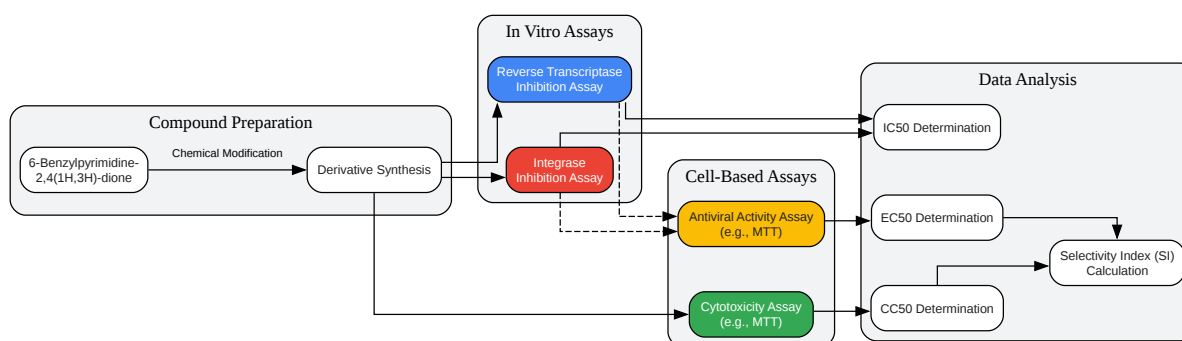 In Vitro Assays
Reverse Transcriptase
Inhibition Assay
Data Analysis
Compound Preparation
IC50 Determination
Chemical Modification
6-Benzylpyrimidine-
2,4(1H,3H)-dione
Derivative Synthesis
Integrase
Inhibition Assay
Cell-Based Assays
Antiviral Activity Assay
(e.g., MTT)
EC50 Determination
Selectivity Index (SI)
Calculation
Cytotoxicity Assay
(e.g., MTT)
CC50 Determination